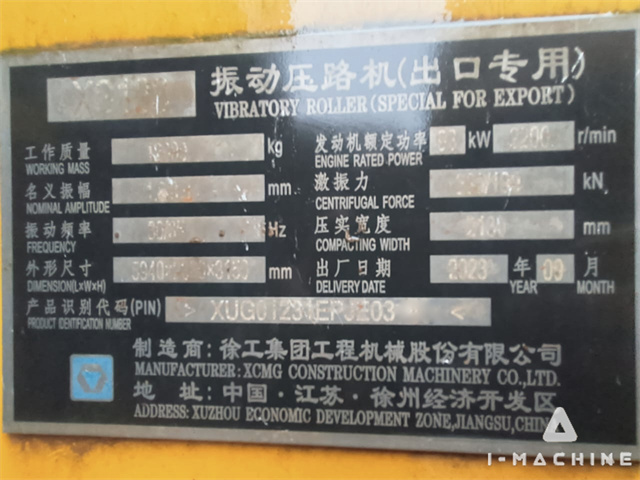 振动压路机(出口专用)
VIBRATORY ROLLER (SPECIAL FOR EXPORT)
工作质量 kg 发动机额定功率 kW 2200 r/min
WORKING MASS ENGINE RATED POWER
名义振幅 mm 激振力 kN
NOMINAL AMPLITUDE CENTRIFUGAL FORCE
振动频率 Hz 压实宽度 mm
FREQUENCY COMPACTING WIDTH
外形尺寸 mm 出厂日期 2023 年 09 月
DIMENSION(L×W×H) DELIVERY DATE YEAR MONTH
产品识别代码(PIN)
PRODUCT IDENTIFICATION NUMBER
制造商:徐工集团工程机械股份有限公司
MANUFACTURER: XCMG CONSTRUCTION MACHINERY CO.,LTD.
地 址:中国·江苏·徐州经济开发区
ADDRESS: XUZHOU ECONOMIC DEVELOPMENT ZONE,JIANGSU,CHINA
I-MACHINE